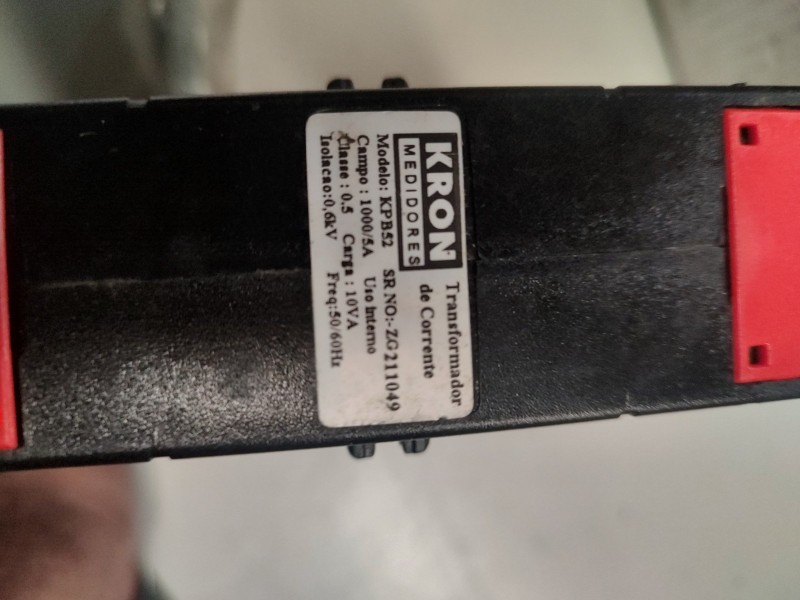 KRON
MEDIDORES
Transformador
de Corrente
Modelo: KPB52 SR NO:-ZG211049
Campo : 1000/5A Uso Interno
Classe : 0,5 Carga : 10VA
Isolacao:0,6kV Freq:50/60Hz